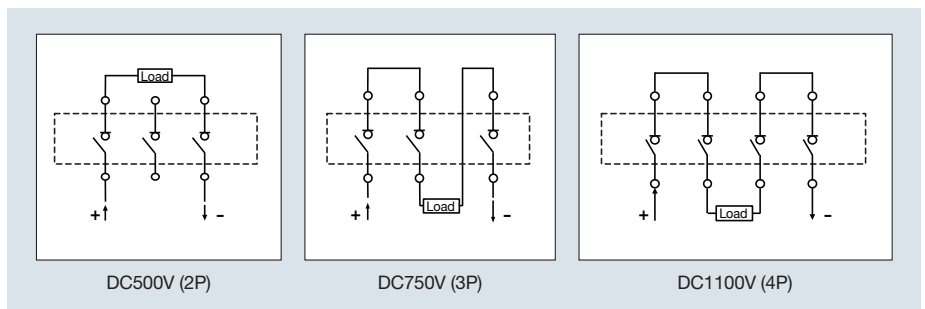 Load
+ -
DC500V (2P)
Load
+ -
DC750V (3P)
Load
+ -
DC1100V (4P)